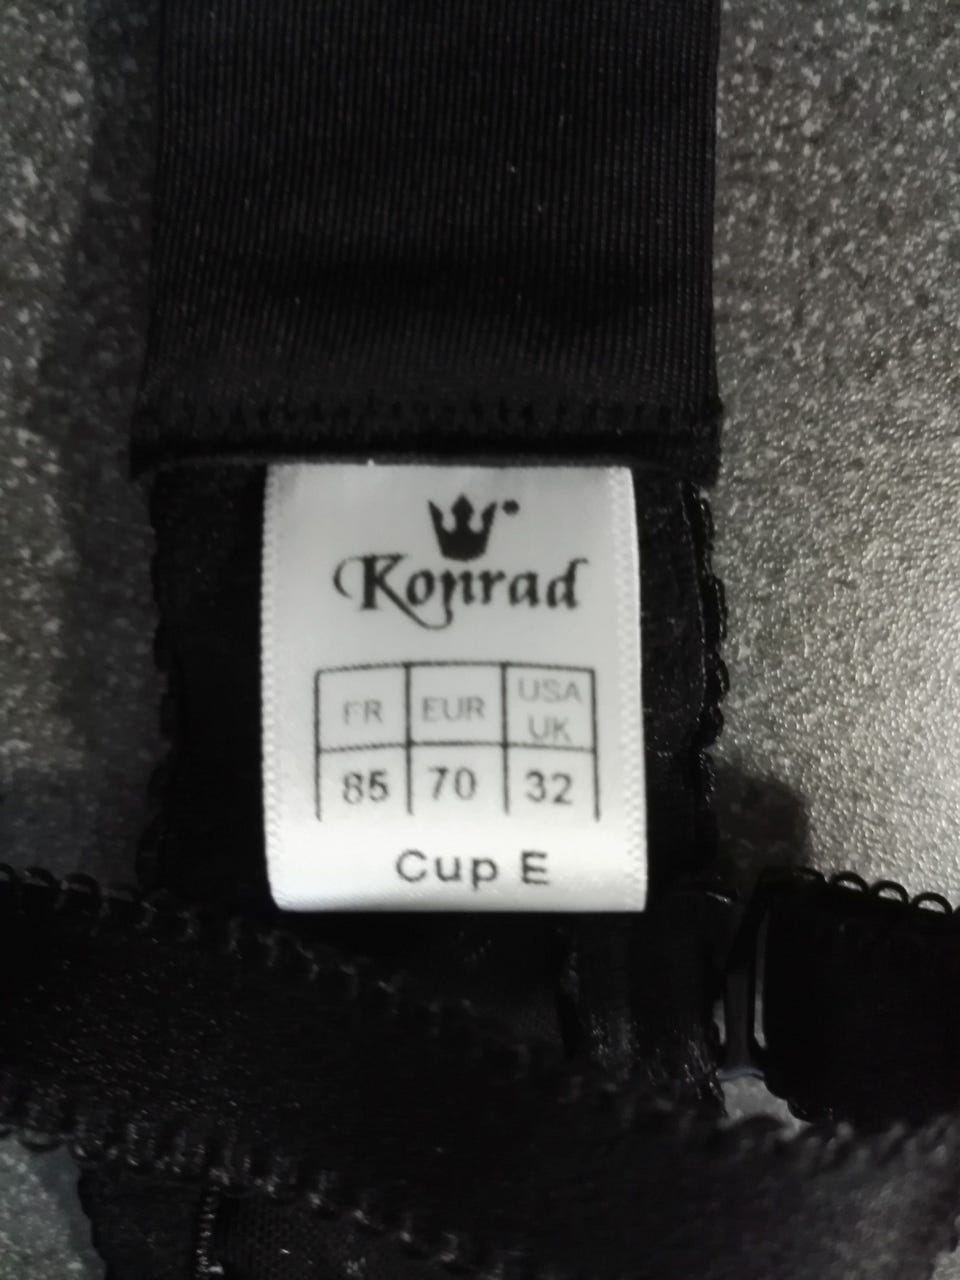 Konrad
FR EUR USA UK
85 70 32
Cup E